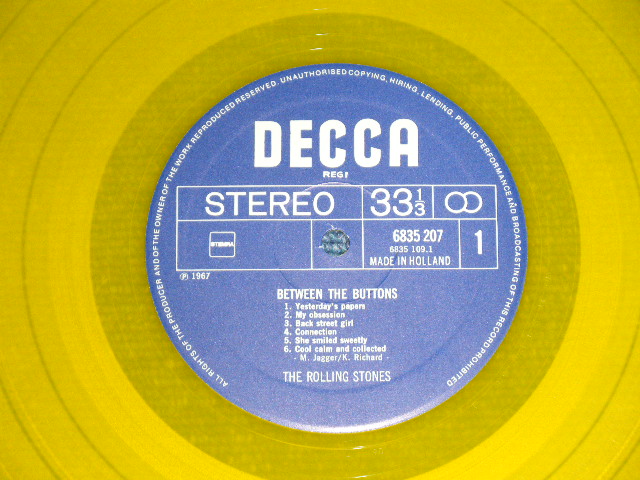 ALL RIGHTS OF THE PRODUCER AND OF THE OWNER OF THE WORK REPRODUCED RESERVED. UNAUTHORISED COPYING, HIRING, LENDING, PUBLIC PERFORMANCE AND BROADCASTING OF THIS RECORD PROHIBITED
DECCA
REG!
STEREO 33⅓
STEMRA
6835 207
6835 109.1
MADE IN HOLLAND
1
℗ 1967
BETWEEN THE BUTTONS
1. Yesterday's papers
2. My obsession
3. Back street girl
4. Connection
5. She smiled sweetly
6. Cool calm and collected
- M. Jagger/K. Richard -
THE ROLLING STONES